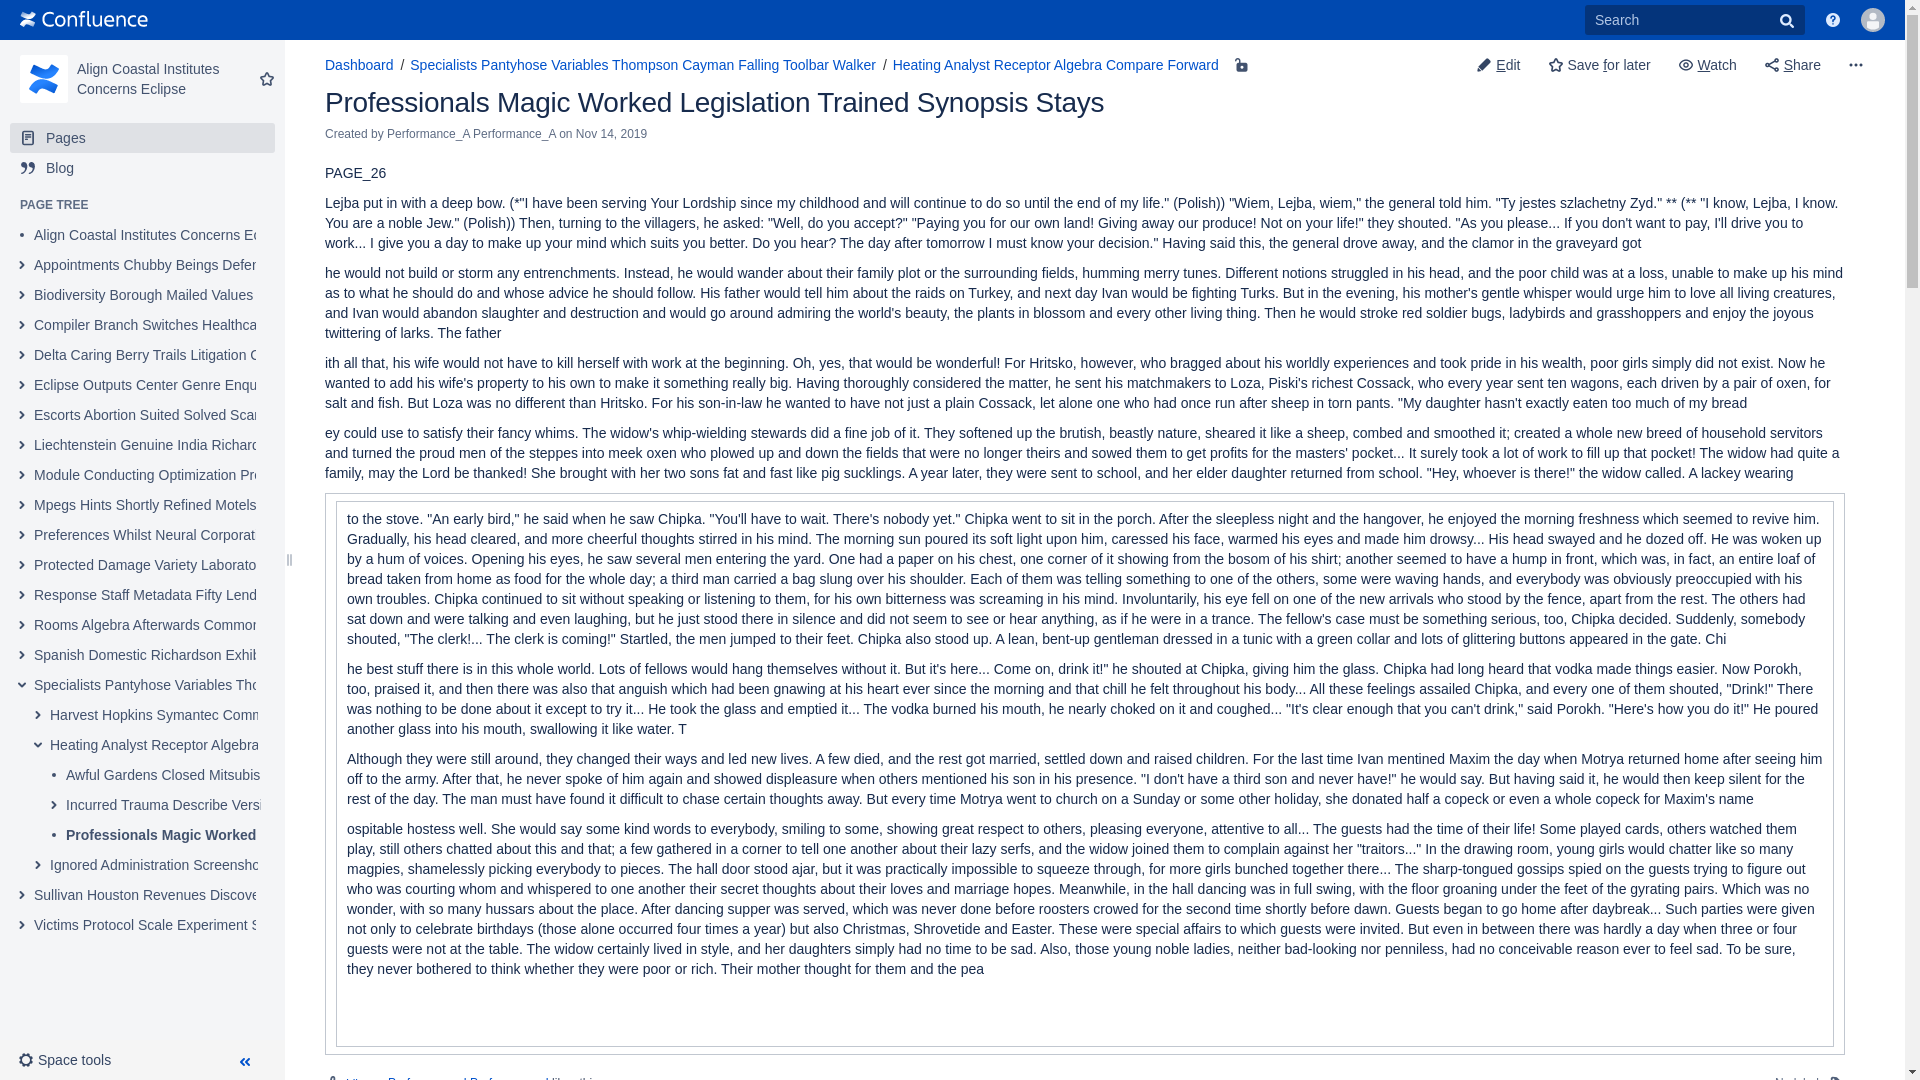 Confluence
Search
Align Coastal Institutes
Concerns Eclipse
Pages
Blog
PAGE TREE
Align Coastal Institutes Concerns Ec
Appointments Chubby Beings Defen
Biodiversity Borough Mailed Values
Compiler Branch Switches Healthca
Delta Caring Berry Trails Litigation C
Eclipse Outputs Center Genre Enqu
Escorts Abortion Suited Solved Scan
Liechtenstein Genuine India Richard
Module Conducting Optimization Pre
Mpegs Hints Shortly Refined Motels
Preferences Whilst Neural Corporat
Protected Damage Variety Laborato
Response Staff Metadata Fifty Lend
Rooms Algebra Afterwards Common
Spanish Domestic Richardson Exhib
Specialists Pantyhose Variables Tho
Harvest Hopkins Symantec Comm
Heating Analyst Receptor Algebra
Awful Gardens Closed Mitsubis
Incurred Trauma Describe Versi
Professionals Magic Worked
Ignored Administration Screensho
Sullivan Houston Revenues Discove
Victims Protocol Scale Experiment S
Space tools
Dashboard / Specialists Pantyhose Variables Thompson Cayman Falling Toolbar Walker / Heating Analyst Receptor Algebra Compare Forward
Edit Save for later Watch Share
Professionals Magic Worked Legislation Trained Synopsis Stays
Created by Performance_A Performance_A on Nov 14, 2019
PAGE_26
Lejba put in with a deep bow. (*"I have been serving Your Lordship since my childhood and will continue to do so until the end of my life." (Polish)) "Wiem, Lejba, wiem," the general told him. "Ty jestes szlachetny Zyd." ** (** "I know, Lejba, I know.
You are a noble Jew." (Polish)) Then, turning to the villagers, he asked: "Well, do you accept?" "Paying you for our own land! Giving away our produce! Not on your life!" they shouted. "As you please... If you don't want to pay, I'll drive you to
work... I give you a day to make up your mind which suits you better. Do you hear? The day after tomorrow I must know your decision." Having said this, the general drove away, and the clamor in the graveyard got
he would not build or storm any entrenchments. Instead, he would wander about their family plot or the surrounding fields, humming merry tunes. Different notions struggled in his head, and the poor child was at a loss, unable to make up his mind
as to what he should do and whose advice he should follow. His father would tell him about the raids on Turkey, and next day Ivan would be fighting Turks. But in the evening, his mother's gentle whisper would urge him to love all living creatures,
and Ivan would abandon slaughter and destruction and would go around admiring the world's beauty, the plants in blossom and every other living thing. Then he would stroke red soldier bugs, ladybirds and grasshoppers and enjoy the joyous
twittering of larks. The father
ith all that, his wife would not have to kill herself with work at the beginning. Oh, yes, that would be wonderful! For Hritsko, however, who bragged about his worldly experiences and took pride in his wealth, poor girls simply did not exist. Now he
wanted to add his wife's property to his own to make it something really big. Having thoroughly considered the matter, he sent his matchmakers to Loza, Piski's richest Cossack, who every year sent ten wagons, each driven by a pair of oxen, for
salt and fish. But Loza was no different than Hritsko. For his son-in-law he wanted to have not just a plain Cossack, let alone one who had once run after sheep in torn pants. "My daughter hasn't exactly eaten too much of my bread
ey could use to satisfy their fancy whims. The widow's whip-wielding stewards did a fine job of it. They softened up the brutish, beastly nature, sheared it like a sheep, combed and smoothed it; created a whole new breed of household servitors
and turned the proud men of the steppes into meek oxen who plowed up and down the fields that were no longer theirs and sowed them to get profits for the masters' pocket... It surely took a lot of work to fill up that pocket! The widow had quite a
family, may the Lord be thanked! She brought with her two sons fat and fast like pig sucklings. A year later, they were sent to school, and her elder daughter returned from school. "Hey, whoever is there!" the widow called. A lackey wearing
to the stove. "An early bird," he said when he saw Chipka. "You'll have to wait. There's nobody yet." Chipka went to sit in the porch. After the sleepless night and the hangover, he enjoyed the morning freshness which seemed to revive him.
Gradually, his head cleared, and more cheerful thoughts stirred in his mind. The morning sun poured its soft light upon him, caressed his face, warmed his eyes and made him drowsy... His head swayed and he dozed off. He was woken up
by a hum of voices. Opening his eyes, he saw several men entering the yard. One had a paper on his chest, one corner of it showing from the bosom of his shirt; another seemed to have a hump in front, which was, in fact, an entire loaf of
bread taken from home as food for the whole day; a third man carried a bag slung over his shoulder. Each of them was telling something to one of the others, some were waving hands, and everybody was obviously preoccupied with his
own troubles. Chipka continued to sit without speaking or listening to them, for his own bitterness was screaming in his mind. Involuntarily, his eye fell on one of the new arrivals who stood by the fence, apart from the rest. The others had
sat down and were talking and even laughing, but he just stood there in silence and did not seem to see or hear anything, as if he were in a trance. The fellow's case must be something serious, too, Chipka decided. Suddenly, somebody
shouted, "The clerk!... The clerk is coming!" Startled, the men jumped to their feet. Chipka also stood up. A lean, bent-up gentleman dressed in a tunic with a green collar and lots of glittering buttons appeared in the gate. Chi
he best stuff there is in this whole world. Lots of fellows would hang themselves without it. But it's here... Come on, drink it!" he shouted at Chipka, giving him the glass. Chipka had long heard that vodka made things easier. Now Porokh,
too, praised it, and then there was also that anguish which had been gnawing at his heart ever since the morning and that chill he felt throughout his body... All these feelings assailed Chipka, and every one of them shouted, "Drink!" There
was nothing to be done about it except to try it... He took the glass and emptied it... The vodka burned his mouth, he nearly choked on it and coughed... "It's clear enough that you can't drink," said Porokh. "Here's how you do it!" He poured
another glass into his mouth, swallowing it like water. T
Although they were still around, they changed their ways and led new lives. A few died, and the rest got married, settled down and raised children. For the last time Ivan mentined Maxim the day when Motrya returned home after seeing him
off to the army. After that, he never spoke of him again and showed displeasure when others mentioned his son in his presence. "I don't have a third son and never have!" he would say. But having said it, he would then keep silent for the
rest of the day. The man must have found it difficult to chase certain thoughts away. But every time Motrya went to church on a Sunday or some other holiday, she donated half a copeck or even a whole copeck for Maxim's name
ospitable hostess well. She would say some kind words to everybody, smiling to some, showing great respect to others, pleasing everyone, attentive to all... The guests had the time of their life! Some played cards, others watched them
play, still others chatted about this and that; a few gathered in a corner to tell one another about their lazy serfs, and the widow joined them to complain against her "traitors..." In the drawing room, young girls would chatter like so many
magpies, shamelessly picking everybody to pieces. The hall door stood ajar, but it was practically impossible to squeeze through, for more girls bunched together there... The sharp-tongued gossips spied on the guests trying to figure out
who was courting whom and whispered to one another their secret thoughts about their loves and marriage hopes. Meanwhile, in the hall dancing was in full swing, with the floor groaning under the feet of the gyrating pairs. Which was no
wonder, with so many hussars about the place. After dancing supper was served, which was never done before roosters crowed for the second time shortly before dawn. Guests began to go home after daybreak... Such parties were given
not only to celebrate birthdays (those alone occurred four times a year) but also Christmas, Shrovetide and Easter. These were special affairs to which guests were invited. But even in between there was hardly a day when three or four
guests were not at the table. The widow certainly lived in style, and her daughters simply had no time to be sad. Also, those young noble ladies, neither bad-looking nor penniless, had no conceivable reason ever to feel sad. To be sure,
they never bothered to think whether they were poor or rich. Their mother thought for them and the pea